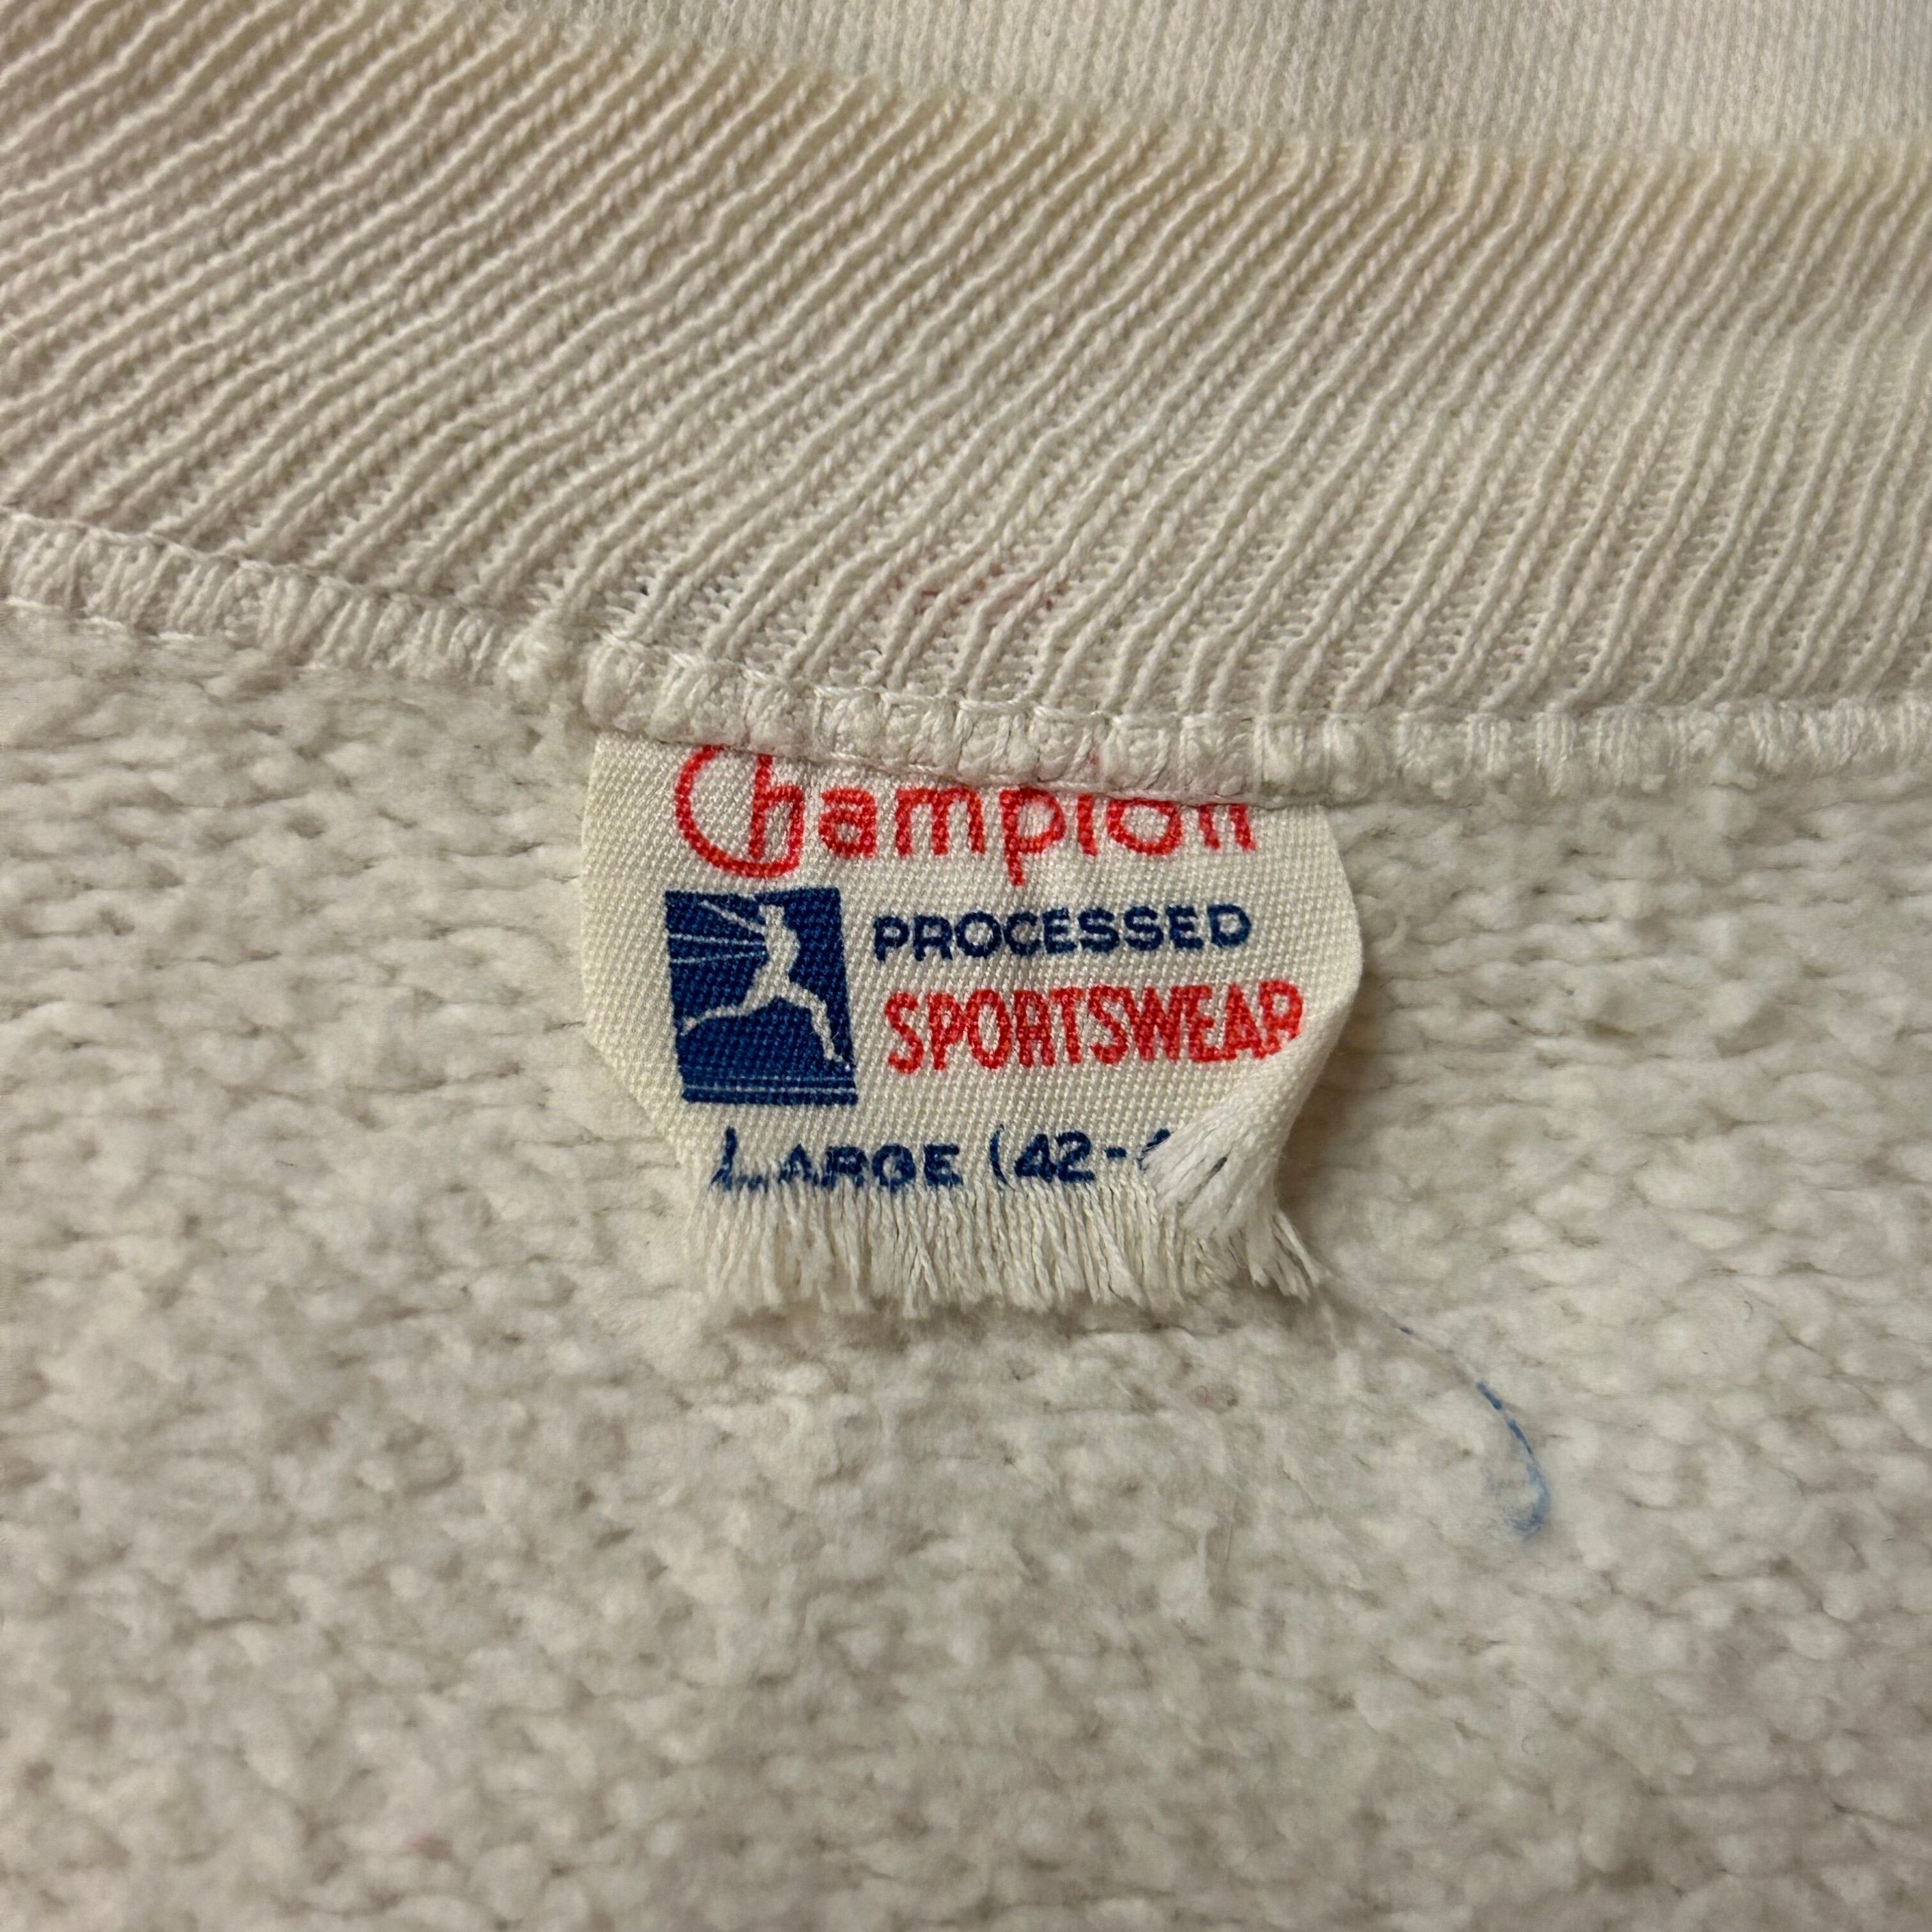 Champion
PROCESSED
SPORTSWEAR
LARGE (42-